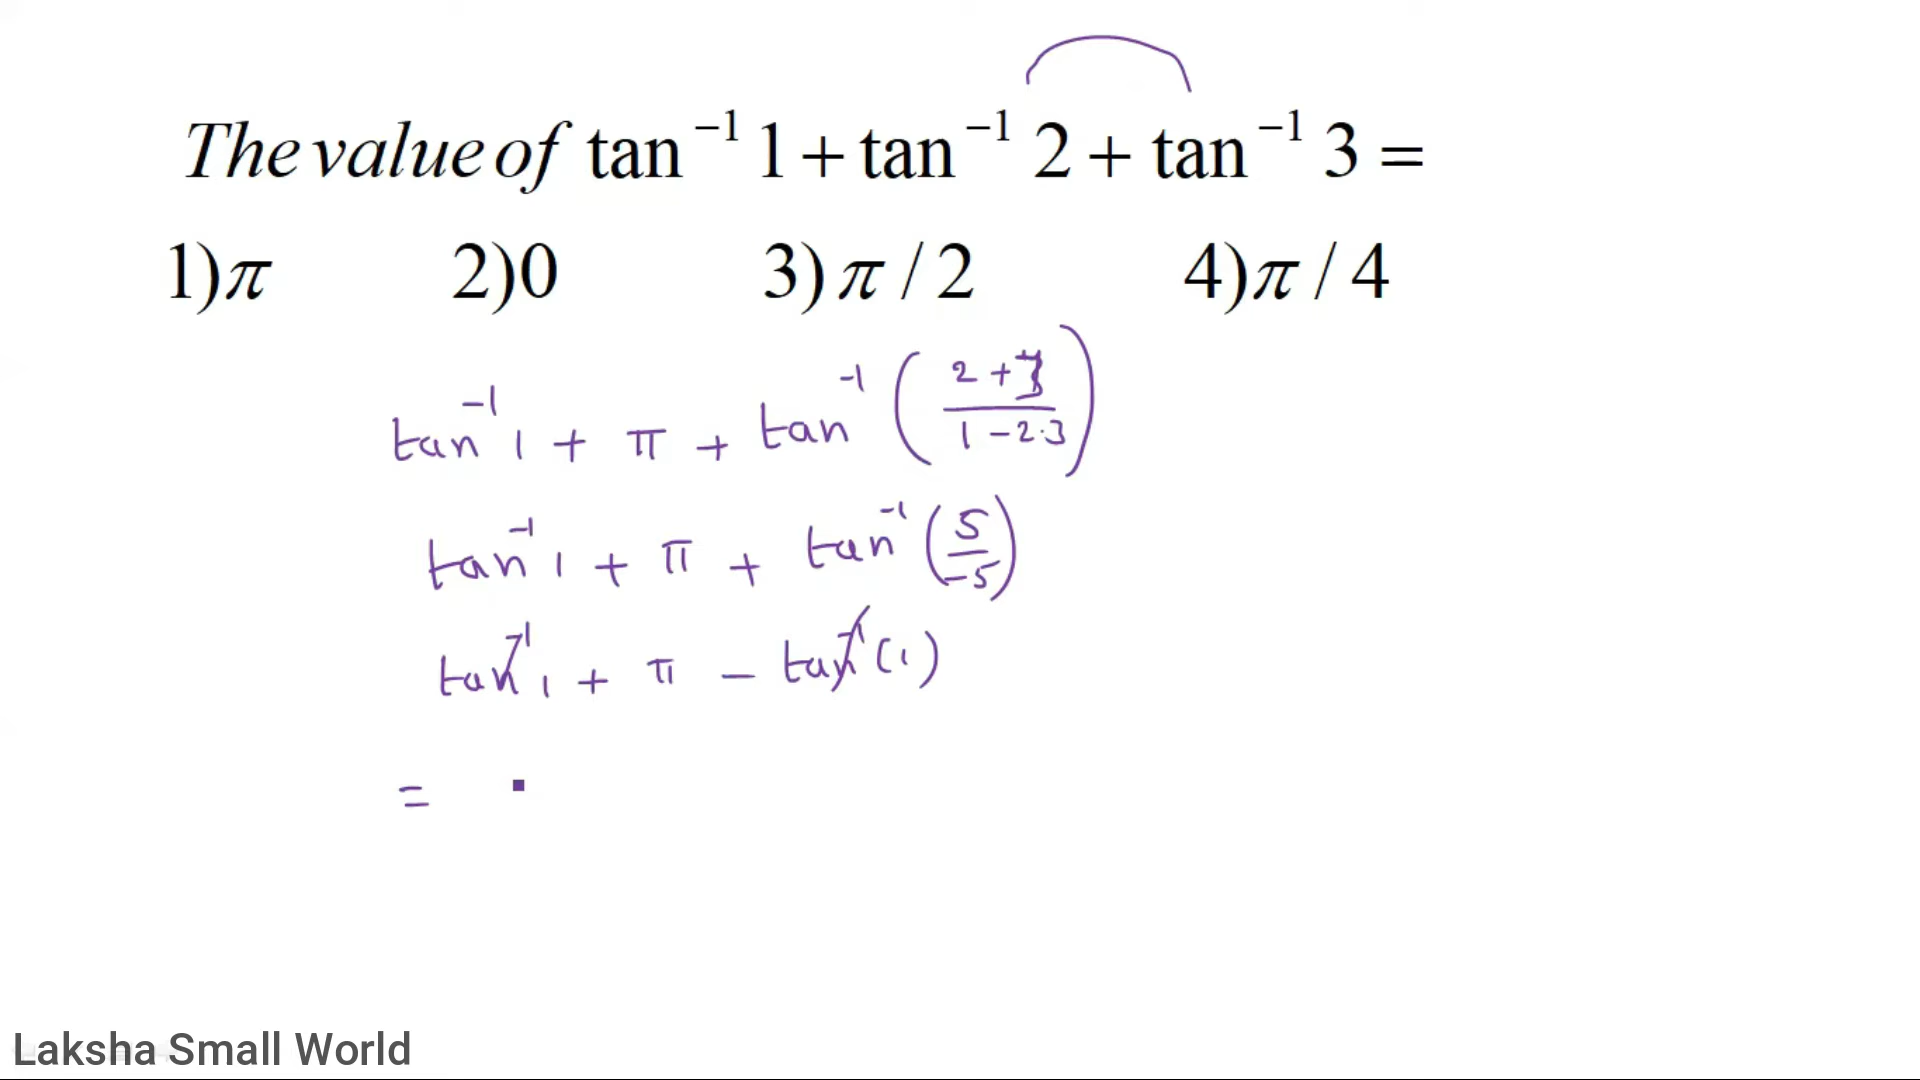 The value of tan⁻¹ 1 + tan⁻¹ 2 + tan⁻¹ 3 =
1)π 2)0 3)π / 2 4)π / 4
tan⁻¹ 1 + π + tan⁻¹ ( (2 + 3) / (1 – 2·3) )
tan⁻¹ 1 + π + tan⁻¹ ( 5 / –5 )
tan⁻¹ 1 + π – tan⁻¹ (1)
=
Laksha Small World